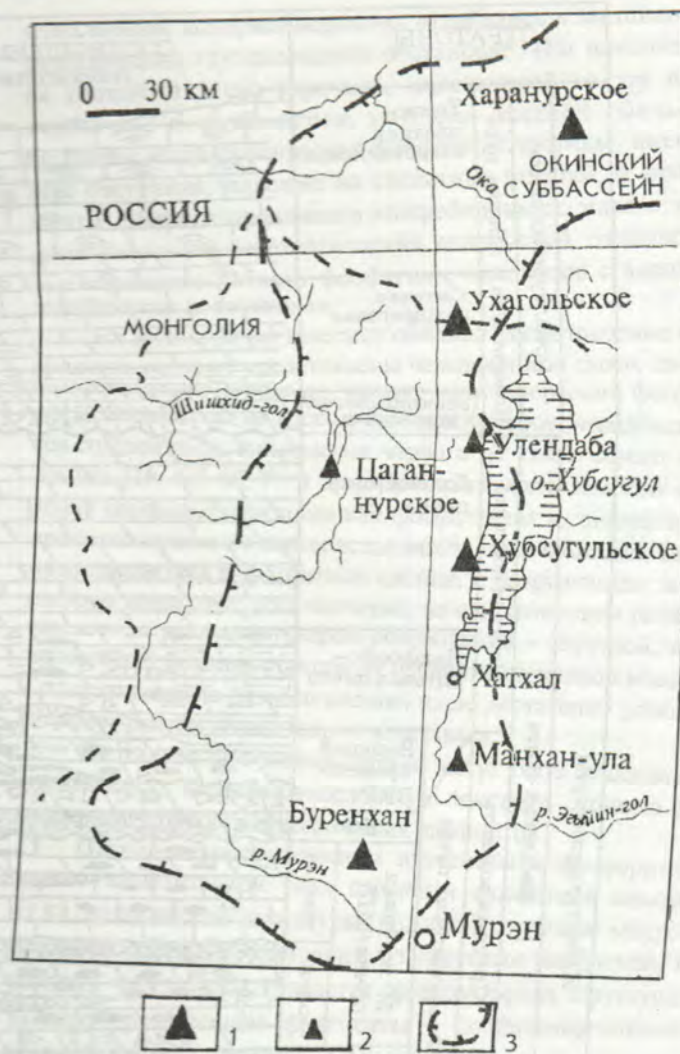 0 30 км
Харанурское
ОКИНСКИЙ
СУББАССЕЙН
Ока
РОССИЯ
Ухагольское
МОНГОЛИЯ
Шишхид-гол
Улендаба
Цаган-
нурское
о.Хубсугул
Хубсугульское
Хатхал
Манхан-ула
р.Эгийн-гол
Буренхан
р.Мурэн
Мурэн
1
2
3